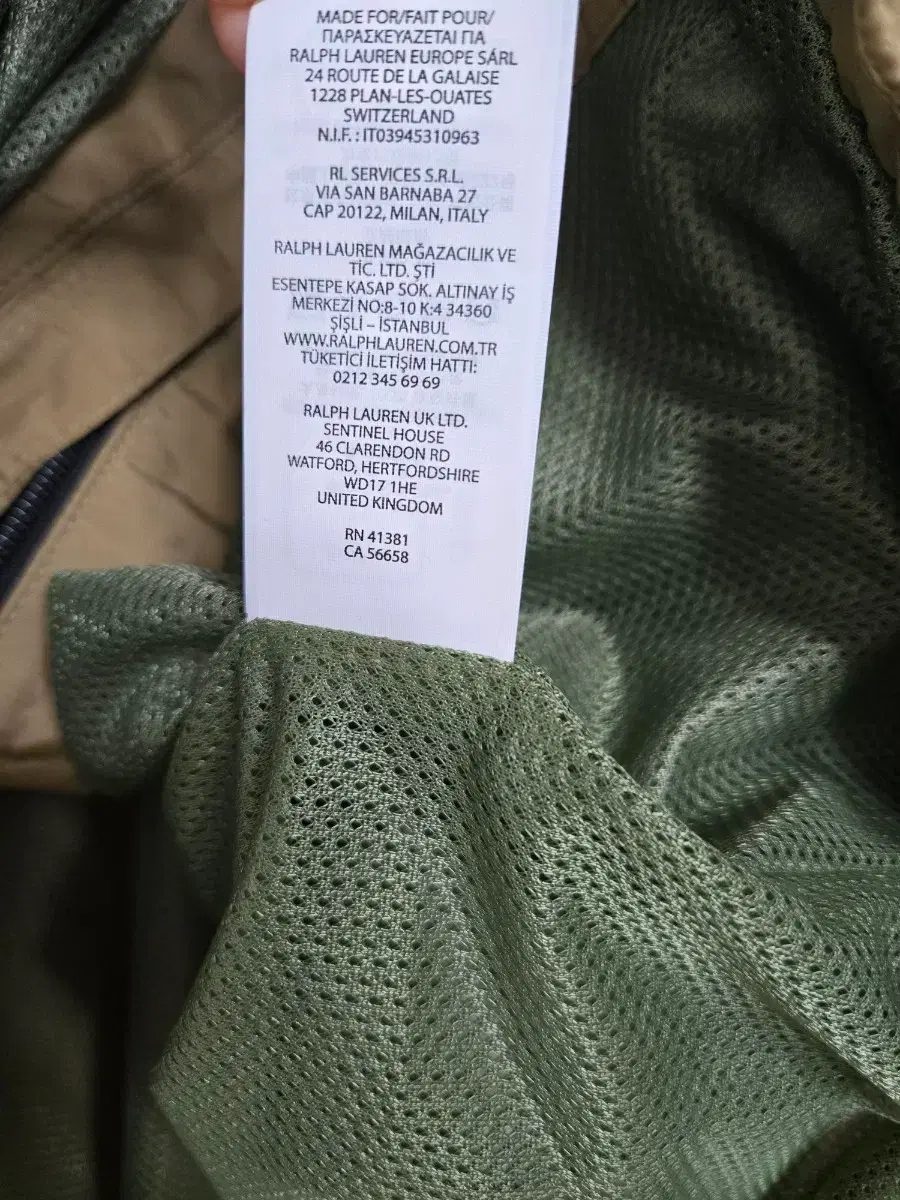 MADE FOR/FAIT POUR/
ΠΑΡΑΣΚΕΥΑΖΕΤΑΙ ΓΙΑ
RALPH LAUREN EUROPE SÁRL
24 ROUTE DE LA GALAISE
1228 PLAN-LES-OUATES
SWITZERLAND
N.I.F. : IT03945310963
RL SERVICES S.R.L.
VIA SAN BARNABA 27
CAP 20122, MILAN, ITALY
RALPH LAUREN MAĞAZACILIK VE
TİC. LTD. ŞTİ
ESENTEPE KASAP SOK. ALTINAY İŞ
MERKEZİ NO:8-10 K:4 34360
ŞİŞLİ – İSTANBUL
WWW.RALPHLAUREN.COM.TR
TÜKETİCİ İLETİŞİM HATTI:
0212 345 69 69
RALPH LAUREN UK LTD.
SENTINEL HOUSE
46 CLARENDON RD
WATFORD, HERTFORDSHIRE
WD17 1HE
UNITED KINGDOM
RN 41381
CA 56658